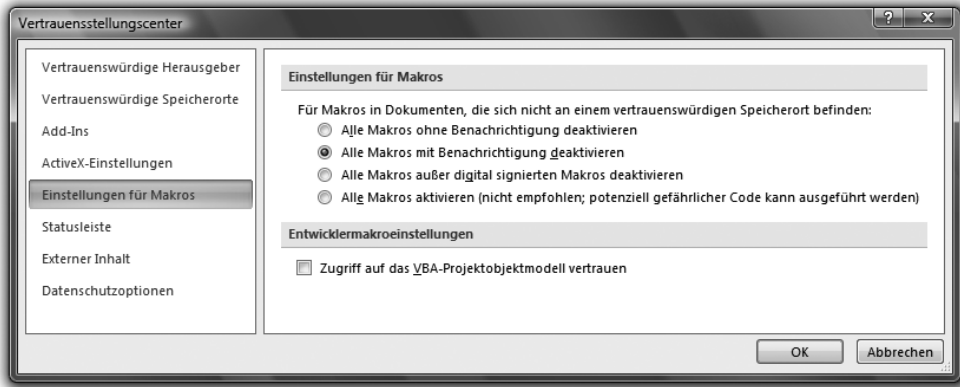 Vertrauensstellungscenter
? X
Vertrauenswürdige Herausgeber
Vertrauenswürdige Speicherorte
Add-Ins
ActiveX-Einstellungen
Einstellungen für Makros
Statusleiste
Externer Inhalt
Datenschutzoptionen
Einstellungen für Makros
Für Makros in Dokumenten, die sich nicht an einem vertrauenswürdigen Speicherort befinden:
Alle Makros ohne Benachrichtigung deaktivieren
Alle Makros mit Benachrichtigung deaktivieren
Alle Makros außer digital signierten Makros deaktivieren
Alle Makros aktivieren (nicht empfohlen; potenziell gefährlicher Code kann ausgeführt werden)
Entwicklermakroeinstellungen
Zugriff auf das VBA-Projektobjektmodell vertrauen
OK
Abbrechen